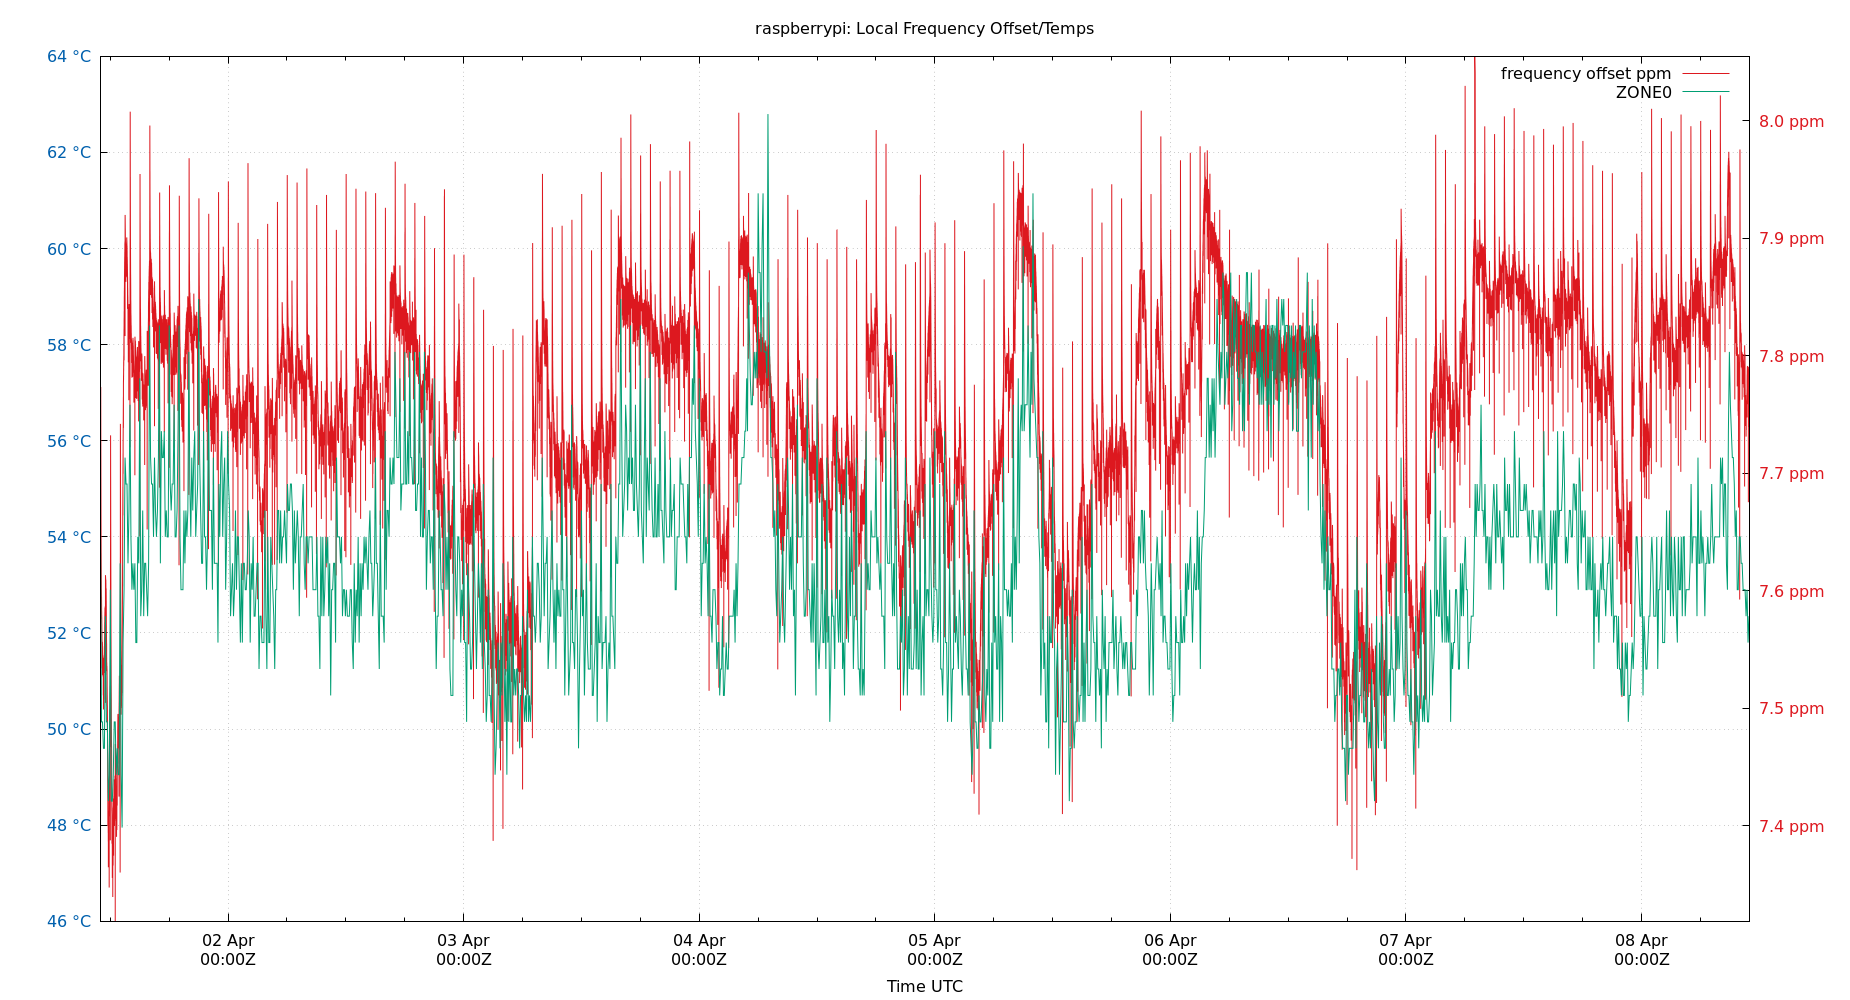 raspberrypi: Local Frequency Offset/Temps
64 °C
62 °C
60 °C
58 °C
56 °C
54 °C
52 °C
50 °C
48 °C
46 °C
frequency offset ppm
ZONE0
8.0 ppm
7.9 ppm
7.8 ppm
7.7 ppm
7.6 ppm
7.5 ppm
7.4 ppm
02 Apr
00:00Z
03 Apr
00:00Z
04 Apr
00:00Z
05 Apr
00:00Z
06 Apr
00:00Z
07 Apr
00:00Z
08 Apr
00:00Z
Time UTC